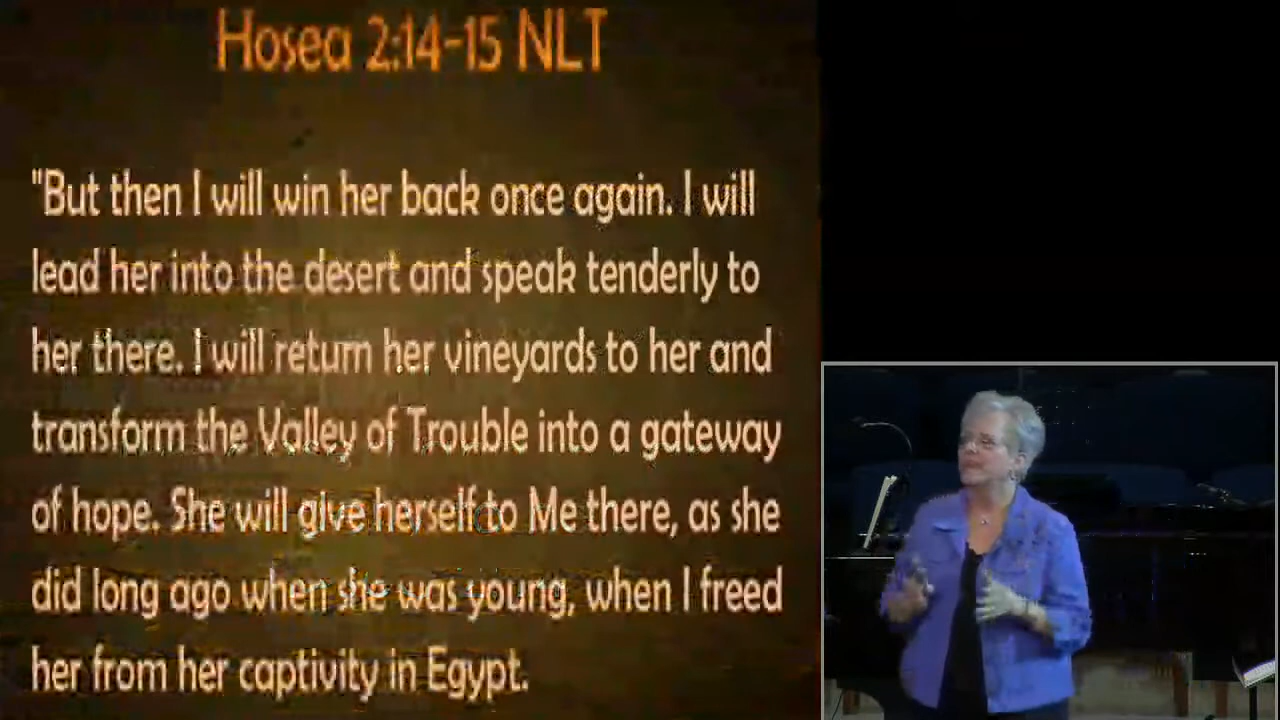 Hosea 2:14-15 NLT
"But then I will win her back once again. I will
lead her into the desert and speak tenderly to
her there. I will return her vineyards to her and
transform the Valley of Trouble into a gateway
of hope. She will give herself to Me there, as she
did long ago when she was young, when I freed
her from her captivity in Egypt.